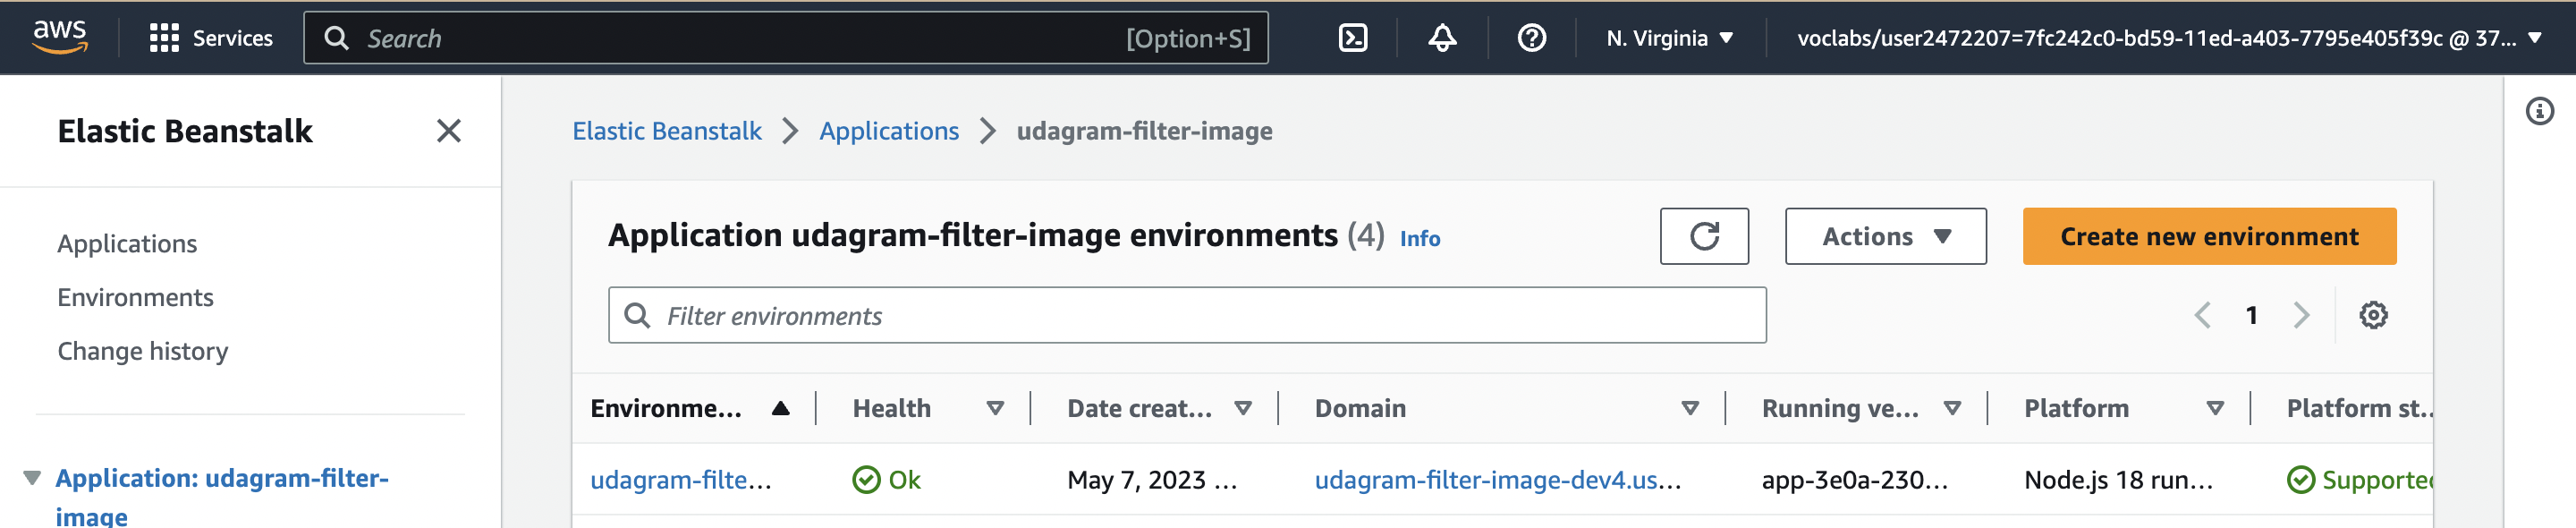 aws
Services
Search [Option+S]
N. Virginia
voclabs/user2472207=7fc242c0-bd59-11ed-a403-7795e405f39c @ 37...
Elastic Beanstalk
Applications
Environments
Change history
Application: udagram-filter-
image
Elastic Beanstalk > Applications > udagram-filter-image
Application udagram-filter-image environments (4) Info
Actions
Create new environment
Filter environments
1
Environme... Health Date creat... Domain Running ve... Platform Platform st..
udagram-filte... Ok May 7, 2023 ... udagram-filter-image-dev4.us... app-3e0a-230... Node.js 18 run... Supported